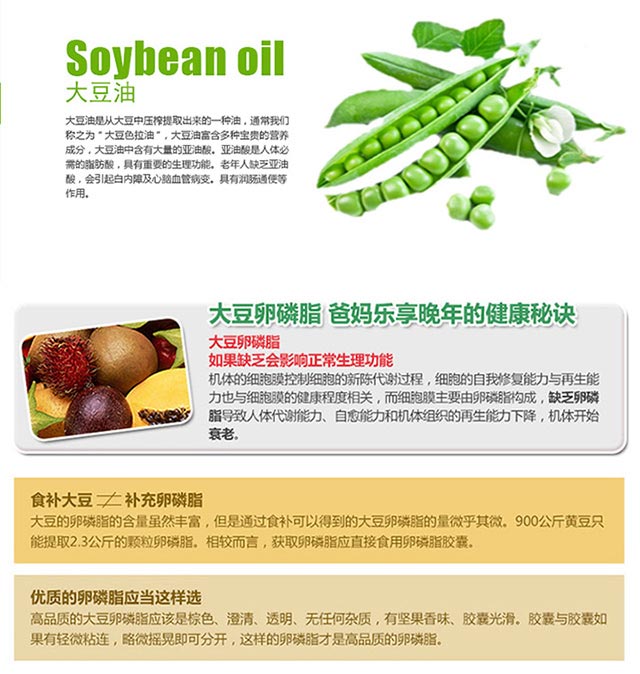 Soybean oil
大豆油
大豆油是从大豆中压榨提取出来的一种油，通常我们
称之为“大豆色拉油”，大豆油富含多种宝贵的营养
成分，大豆油中含有大量的亚油酸。亚油酸是人体必
需的脂肪酸，具有重要的生理功能。老年人缺乏亚油
酸，会引起白内障及心脑血管病变。具有润肠通便等
作用。
大豆卵磷脂 爸妈乐享晚年的健康秘诀
大豆卵磷脂
如果缺乏会影响正常生理功能
机体的细胞膜控制细胞的新陈代谢过程，细胞的自我修复能力与再生能
力也与细胞膜的健康程度相关，而细胞膜主要由卵磷脂构成，缺乏卵磷
脂导致人体代谢能力、自愈能力和机体组织的再生能力下降，机体开始
衰老。
食补大豆 ≠ 补充卵磷脂
大豆的卵磷脂的含量虽然丰富，但是通过食补可以得到的大豆卵磷脂的量微乎其微。900公斤黄豆只
能提取2.3公斤的颗粒卵磷脂。相较而言，获取卵磷脂应直接食用卵磷脂胶囊。
优质的卵磷脂应当这样选
高品质的大豆卵磷脂应该是棕色、澄清、透明、无任何杂质，有坚果香味、胶囊光滑。胶囊与胶囊如
果有轻微粘连，略微摇晃即可分开，这样的卵磷脂才是高品质的卵磷脂。